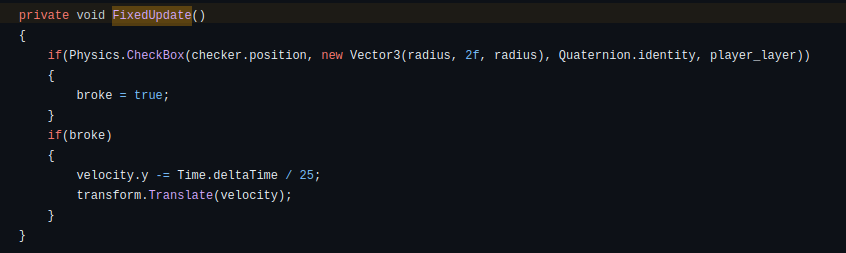 private void FixedUpdate()
{
    if(Physics.CheckBox(checker.position, new Vector3(radius, 2f, radius), Quaternion.identity, player_layer))
    {
        broke = true;
    }
    if(broke)
    {
        velocity.y -= Time.deltaTime / 25;
        transform.Translate(velocity);
    }
}